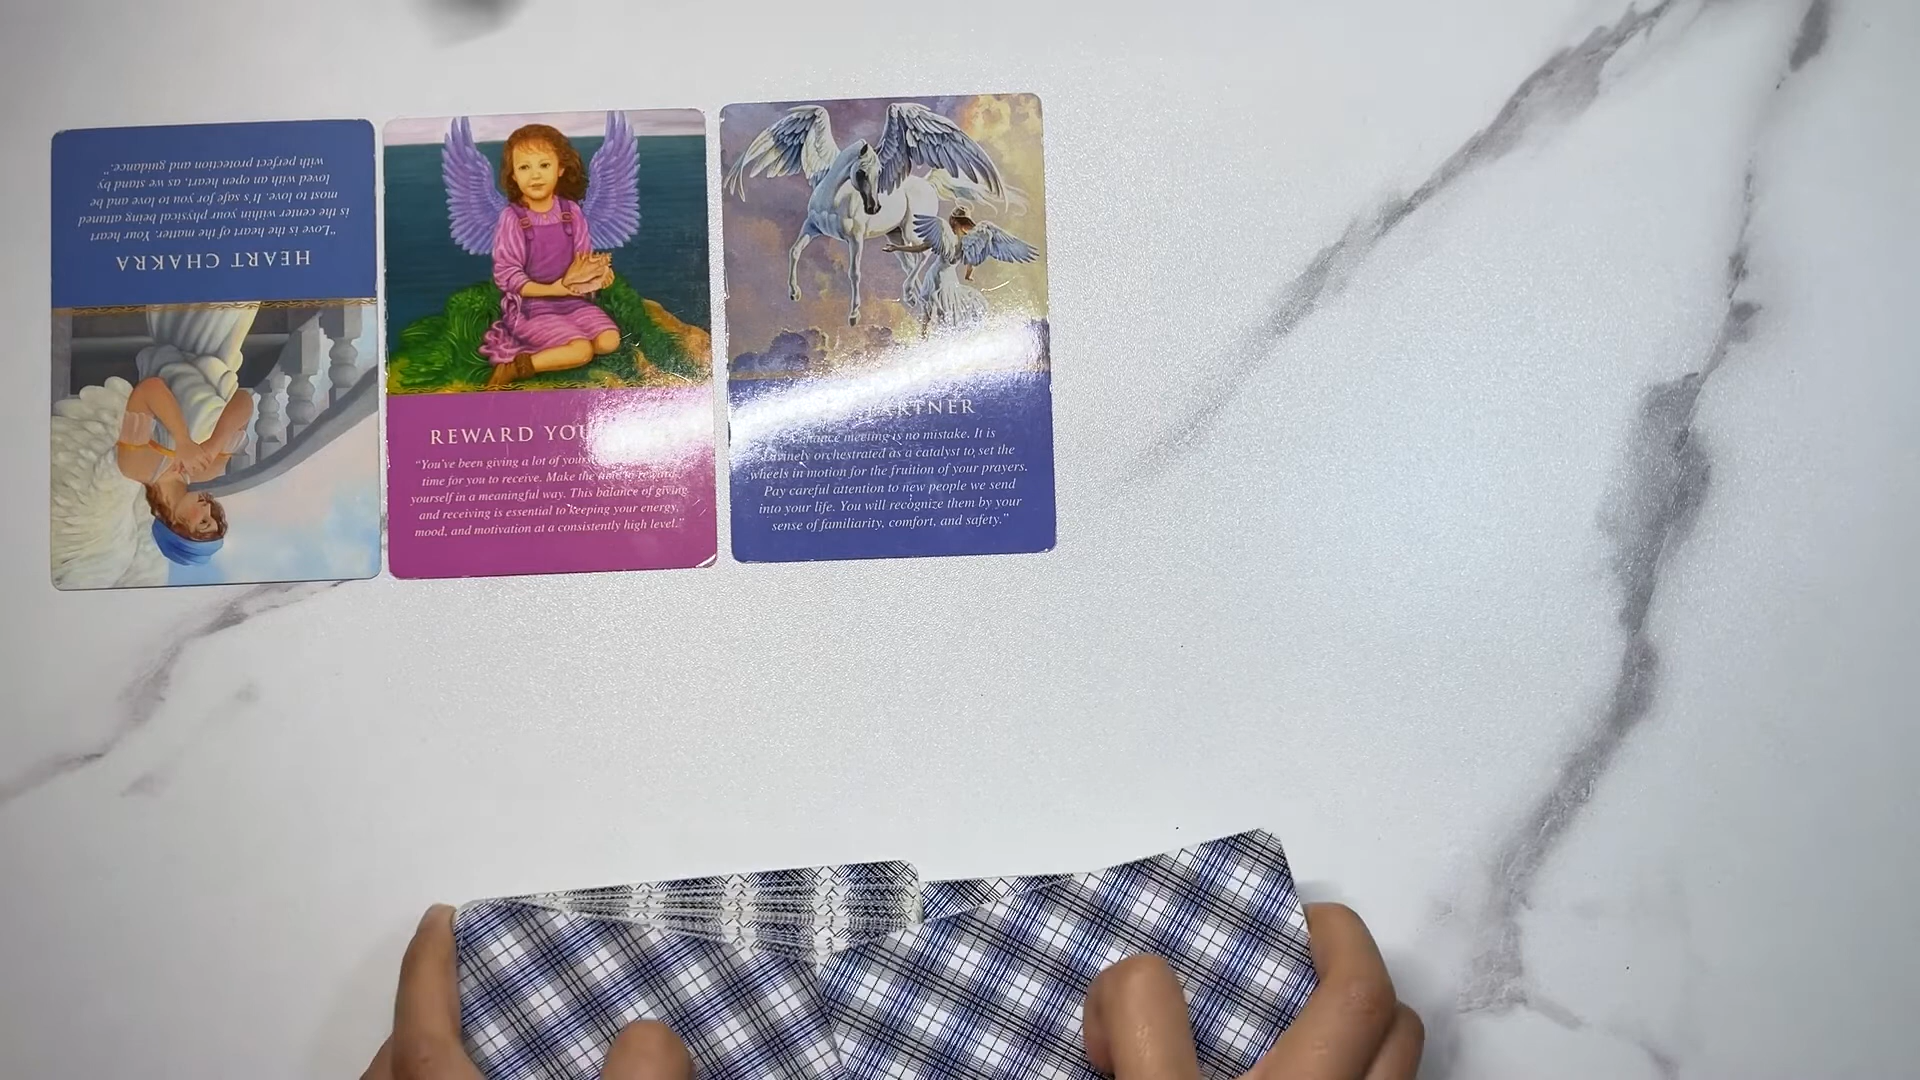 HEART CHAKRA
"Love is the heart of the matter. Your heart
is the center within your physical being attuned
most to love. It's safe for you to love and be
loved with an open heart, as we stand by
with perfect protection and guidance."
REWARD
"You've been giving a lot of
time for you to receive. Make the time to reward
yourself in a meaningful way. This balance of giving
and receiving is essential to keeping your energy,
mood, and motivation at a consistently high level."
PARTNER
chance meeting is no mistake. It is
Divinely orchestrated as a catalyst to set the
wheels in motion for the fruition of your prayers.
Pay careful attention to new people we send
into your life. You will recognize them by your
sense of familiarity, comfort, and safety."